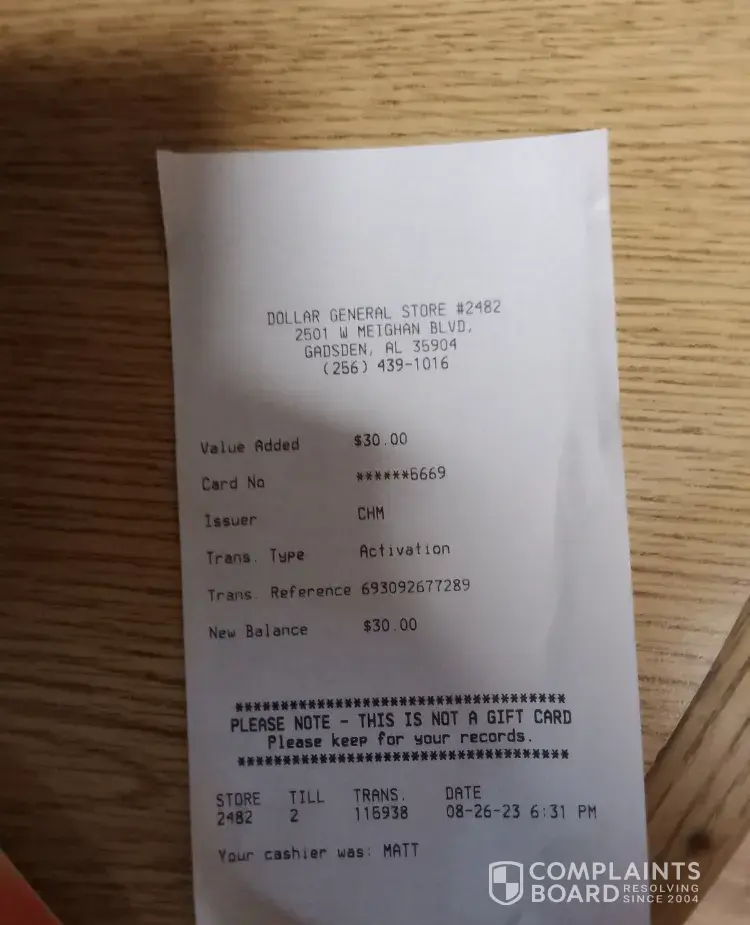 DOLLAR GENERAL STORE #2482
2501 W MEIGHAN BLVD,
GADSDEN, AL 35904
(256) 439-1016
Value Added $30.00
Card No ******6669
Issuer CHM
Trans. Type Activation
Trans. Reference 693092677289
New Balance $30.00
************************************
PLEASE NOTE - THIS IS NOT A GIFT CARD
Please keep for your records.
************************************
STORE TILL TRANS. DATE
2482 2 115938 08-26-23 6:31 PM
Your cashier was: MATT
COMPLAINTS
BOARD RESOLVING SINCE 2004